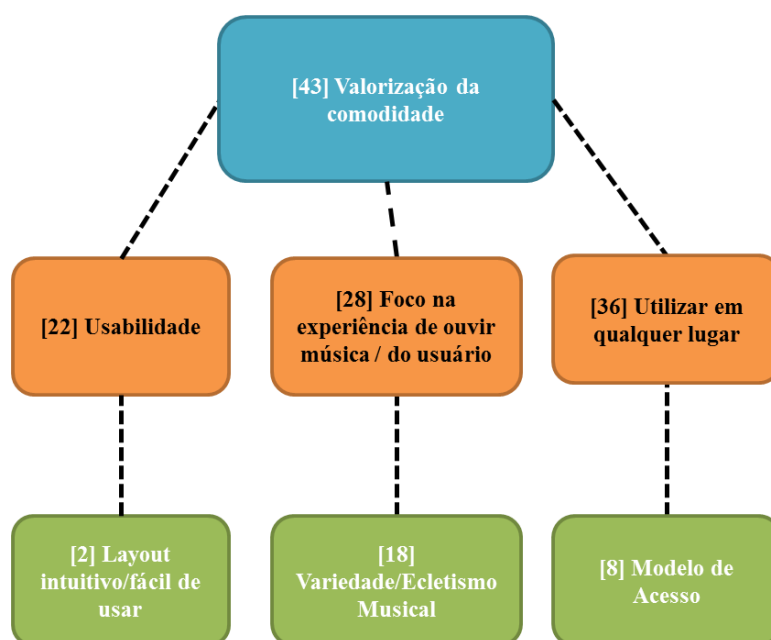 [43] Valorização da
comodidade
[22] Usabilidade
[28] Foco na
experiência de ouvir
música / do usuário
[36] Utilizar em
qualquer lugar
[2] Layout
intuitivo/fácil de
usar
[18]
Variedade/Ecletismo
Musical
[8] Modelo de
Acesso